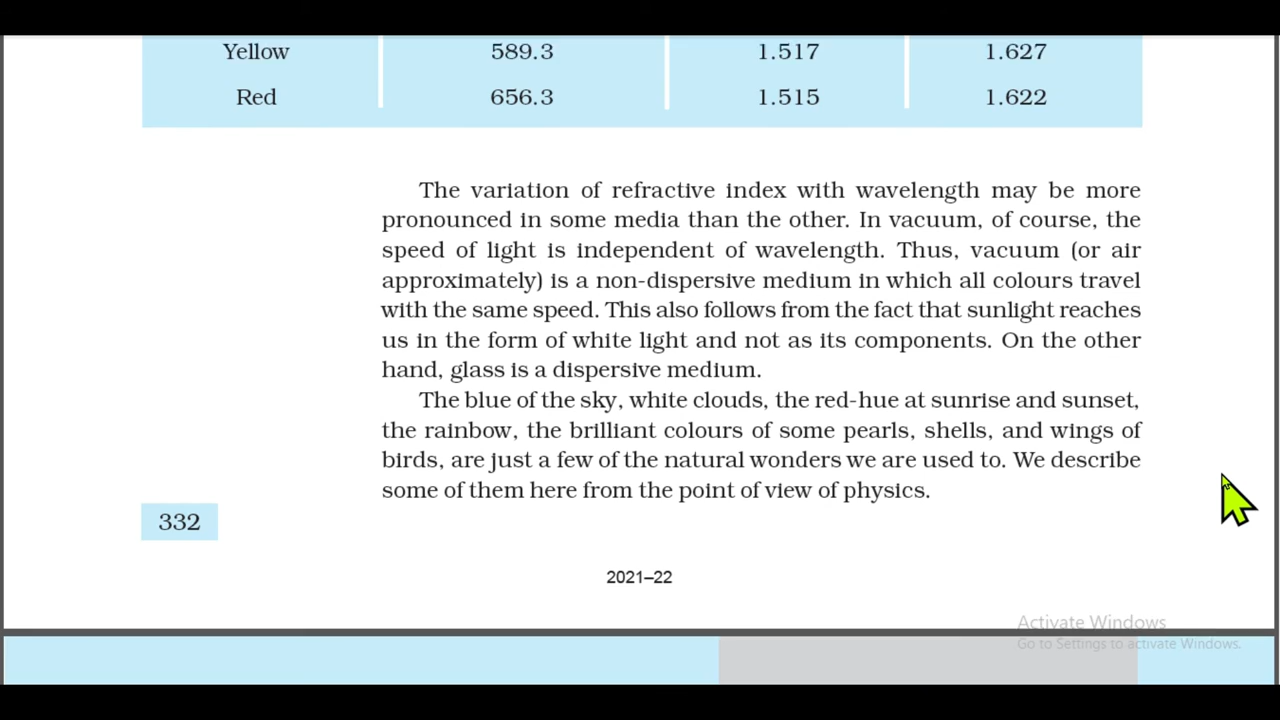 Yellow 589.3 1.517 1.627
Red 656.3 1.515 1.622
The variation of refractive index with wavelength may be more
pronounced in some media than the other. In vacuum, of course, the
speed of light is independent of wavelength. Thus, vacuum (or air
approximately) is a non-dispersive medium in which all colours travel
with the same speed. This also follows from the fact that sunlight reaches
us in the form of white light and not as its components. On the other
hand, glass is a dispersive medium.
The blue of the sky, white clouds, the red-hue at sunrise and sunset,
the rainbow, the brilliant colours of some pearls, shells, and wings of
birds, are just a few of the natural wonders we are used to. We describe
some of them here from the point of view of physics.
332
2021–22
Activate Windows
Go to Settings to activate Windows.